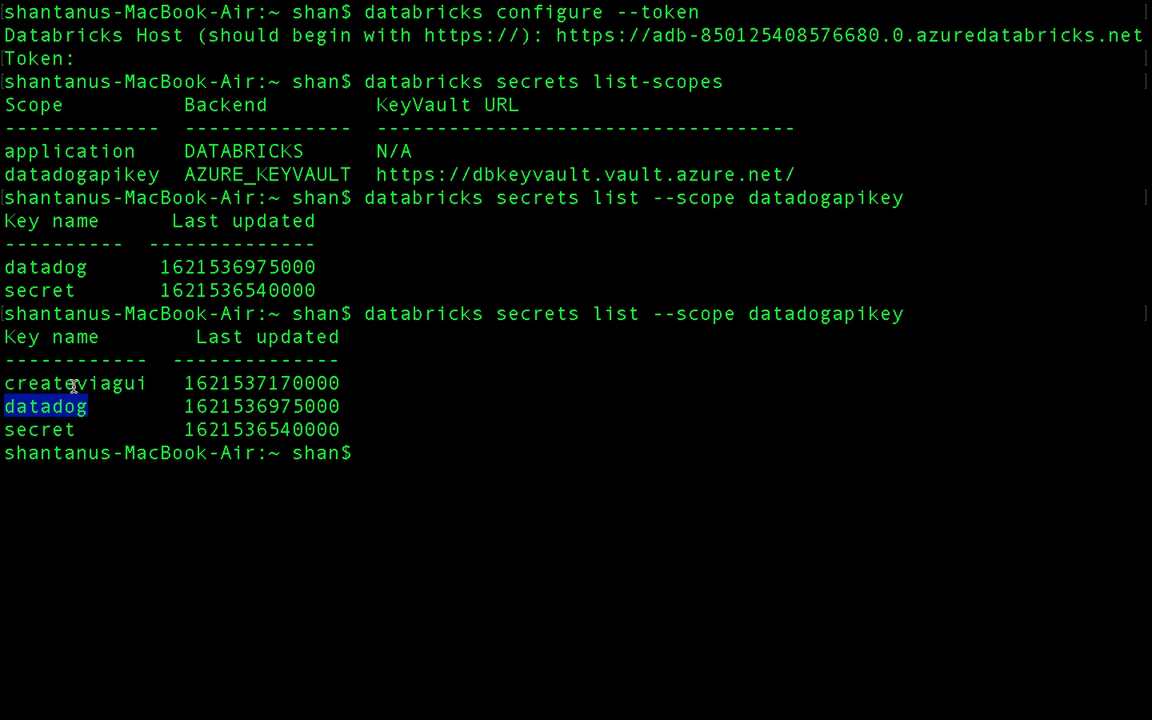 shantanus-MacBook-Air:~ shan$ databricks configure --token
Databricks Host (should begin with https://): https://adb-850125408576680.0.azuredatabricks.net
Token:
shantanus-MacBook-Air:~ shan$ databricks secrets list-scopes
Scope          Backend         KeyVault URL
-------------  --------------  -----------------------------------
application    DATABRICKS      N/A
datadogapikey  AZURE_KEYVAULT  https://dbkeyvault.vault.azure.net/
shantanus-MacBook-Air:~ shan$ databricks secrets list --scope datadogapikey
Key name      Last updated
----------  --------------
datadog      1621536975000
secret       1621536540000
shantanus-MacBook-Air:~ shan$ databricks secrets list --scope datadogapikey
Key name        Last updated
------------  --------------
createviagui   1621537170000
datadog        1621536975000
secret         1621536540000
shantanus-MacBook-Air:~ shan$